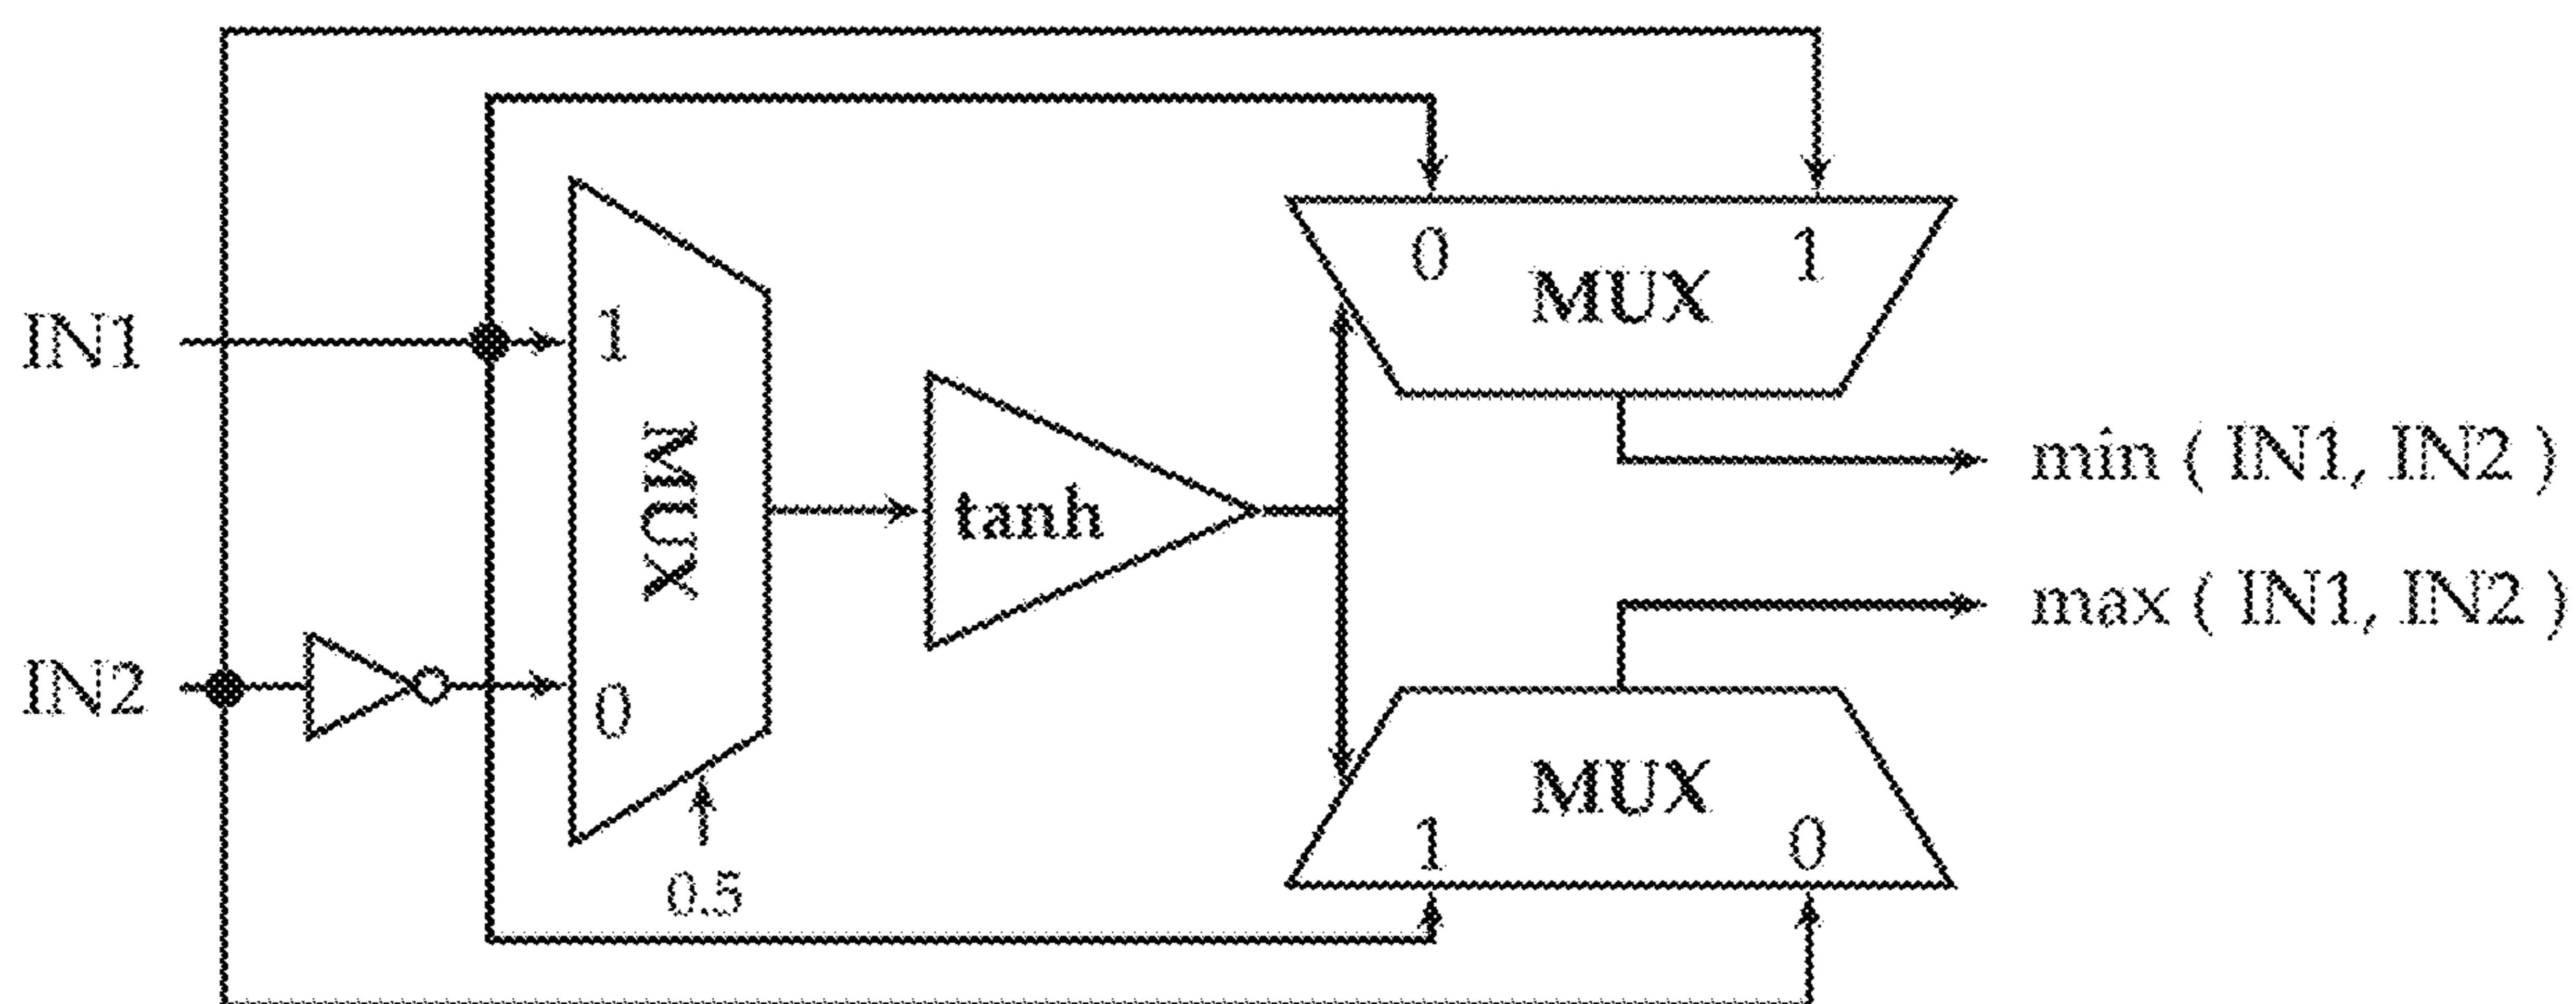 0 1
MUX
IN1
1
MUX
min ( IN1, IN2 )
tanh
max ( IN1, IN2 )
IN2
0
MUX
1 0
0.5